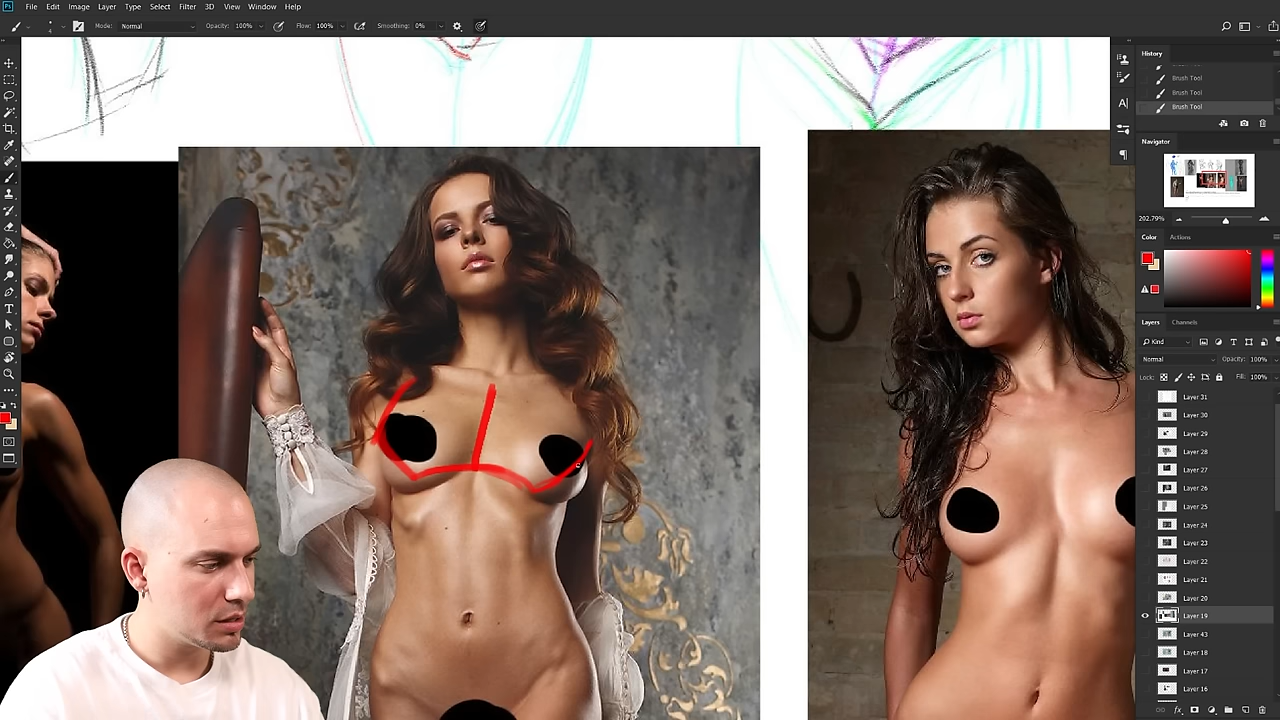 File Edit Image Layer Type Select Filter 3D View Window Help
4 Mode: Normal Opacity: 100% Flow: 100% Smoothing: 0%
History
Brush Tool
Brush Tool
Brush Tool
Navigator
202.79%
Color Actions
Layers Channels
Kind
Normal Opacity: 100%
Lock: Fill: 100%
Layer 31
Layer 30
Layer 29
Layer 28
Layer 27
Layer 26
Layer 25
Layer 24
Layer 23
Layer 22
Layer 21
Layer 20
Layer 19
Layer 43
Layer 18
Layer 17
Layer 16